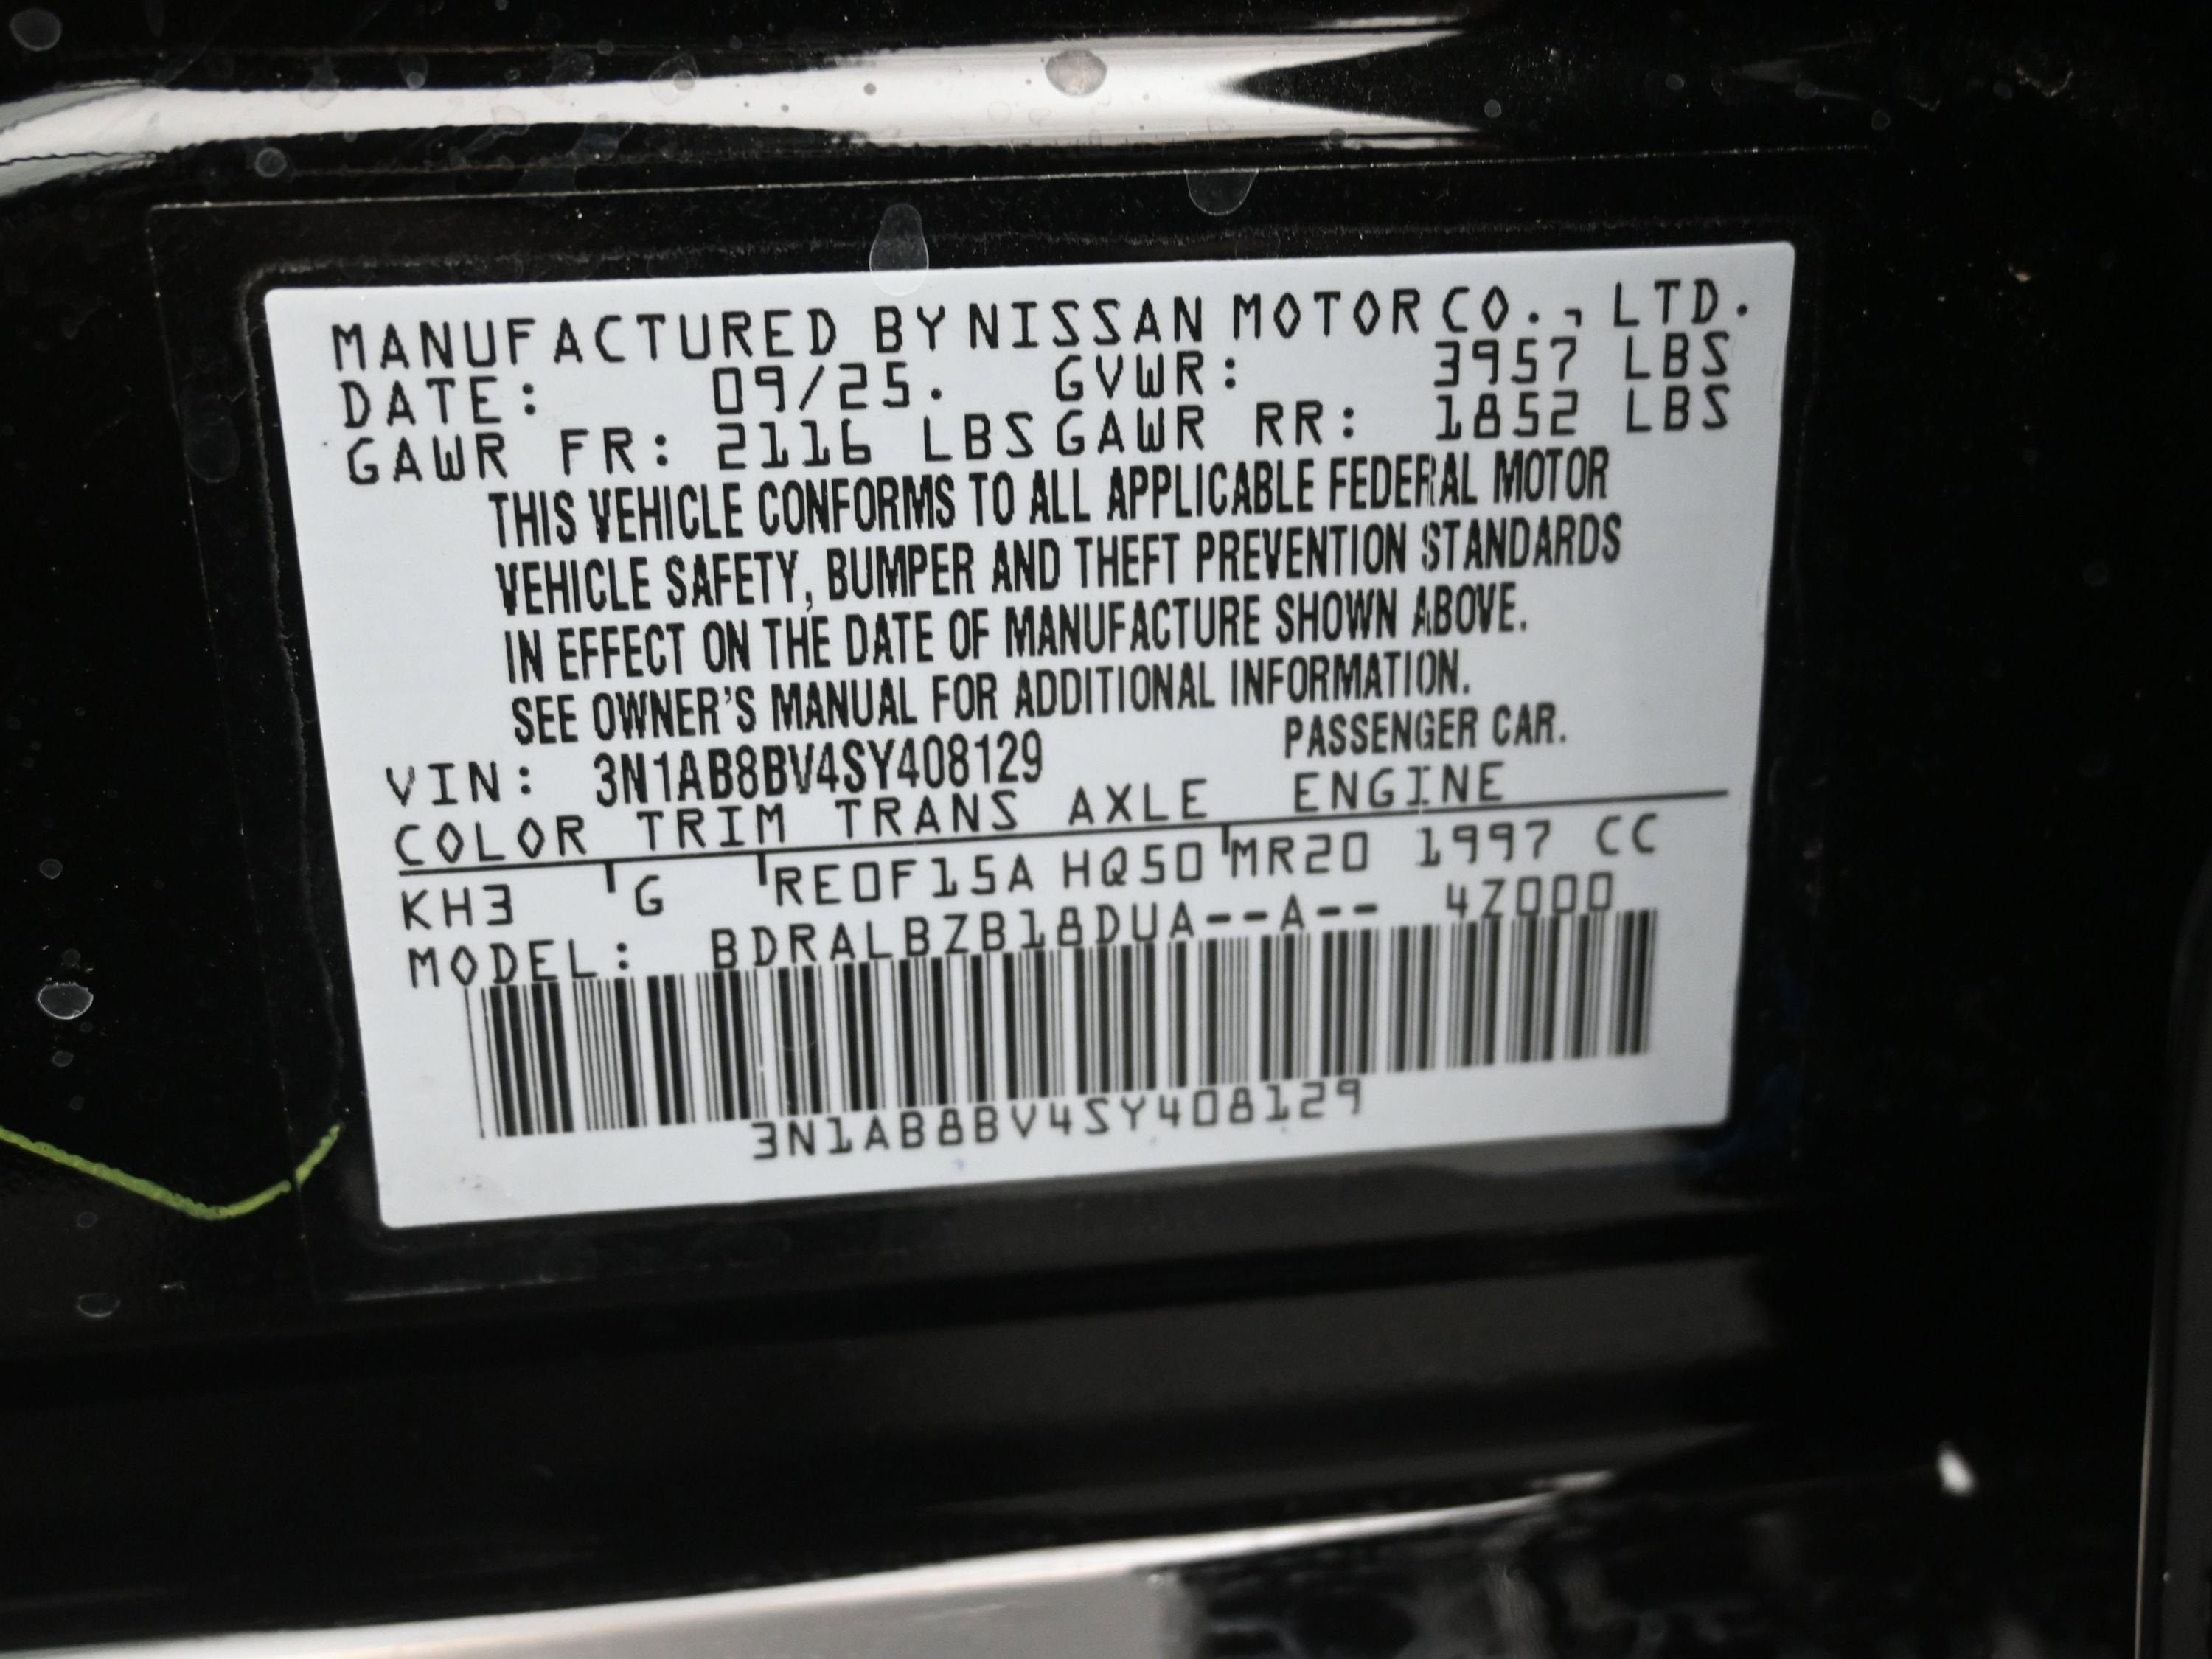 MANUFACTURED BY NISSAN MOTOR CO., LTD.
DATE: 09/25. GVWR: 3957 LBS
GAWR FR: 2116 LBS GAWR RR: 1852 LBS
THIS VEHICLE CONFORMS TO ALL APPLICABLE FEDERAL MOTOR
VEHICLE SAFETY, BUMPER AND THEFT PREVENTION STANDARDS
IN EFFECT ON THE DATE OF MANUFACTURE SHOWN ABOVE.
SEE OWNER'S MANUAL FOR ADDITIONAL INFORMATION.
VIN: 3N1AB8BV4SY408129 PASSENGER CAR.
COLOR TRIM TRANS AXLE ENGINE
KH3 G RE0F15A HQ50 MR20 1997 CC
MODEL: BDRALBZB18DUA--A-- 4Z000
3N1AB8BV4SY408129